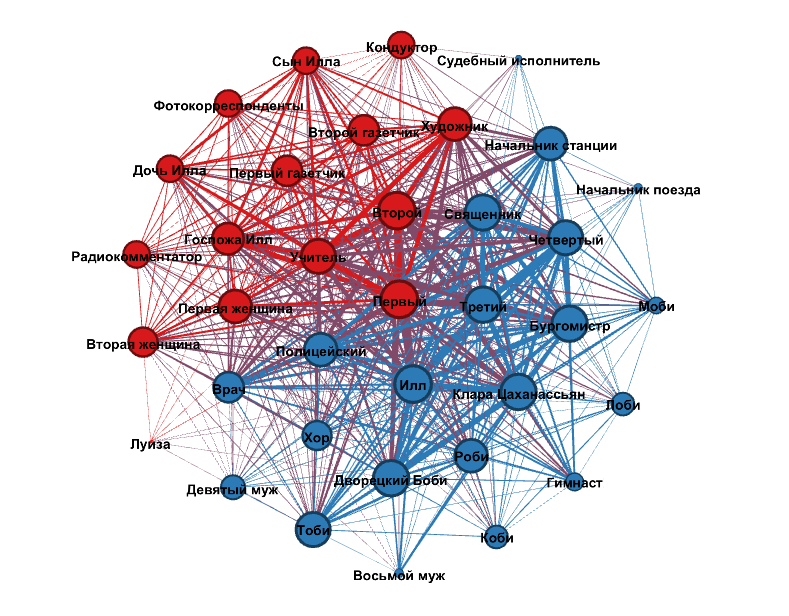 Кондуктор
Сын Илла
Судебный исполнитель
Фотокорреспонденты
Второй газетчик
Художник
Начальник станции
Дочь Илла
Первый газетчик
Начальник поезда
Второй
Священник
Госпожа Илл
Четвертый
Радиокомментатор
Учитель
Первая женщина
Первый
Третий
Моби
Бургомистр
Вторая женщина
Полицейский
Врач
Илл
Клара Цаханассьян
Лоби
Хор
Луиза
Роби
Дворецкий Боби
Гимнаст
Девятый муж
Тоби
Коби
Восьмой муж